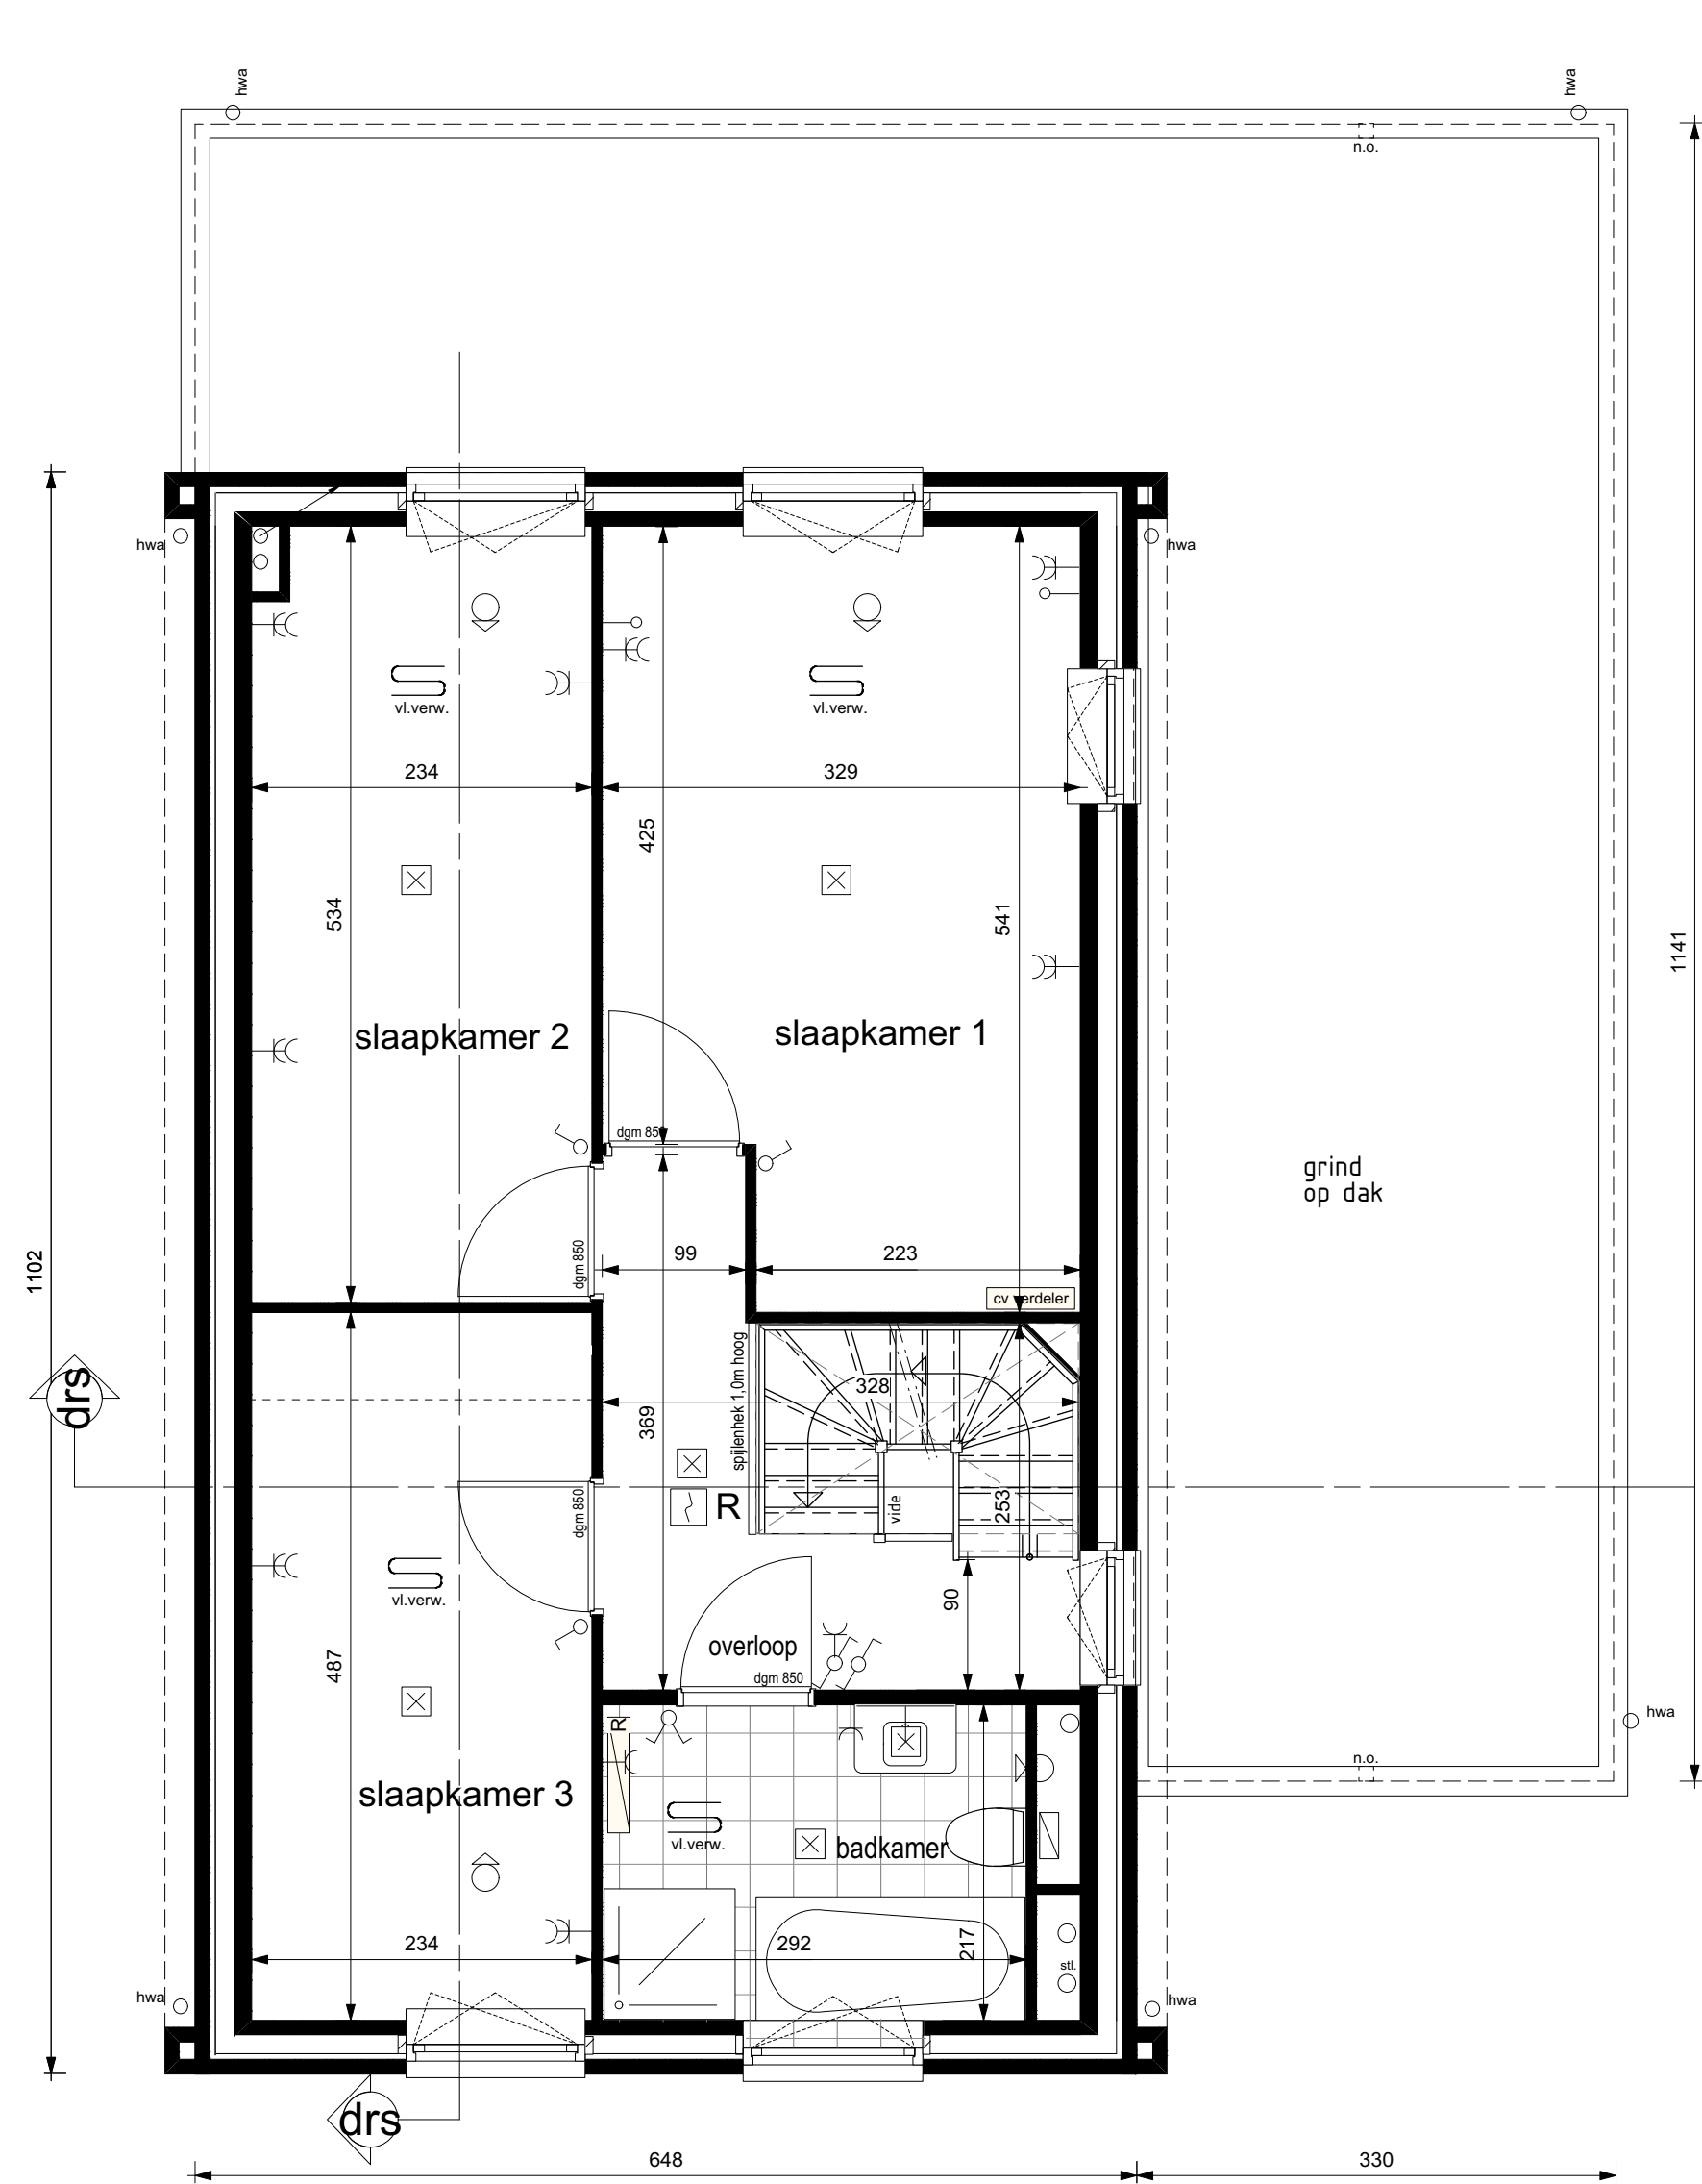 hwa
hwa
n.o.
hwa
hwa
vl.verw.
vl.verw.
234
329
425
534
541
1141
slaapkamer 2
slaapkamer 1
dgm 850
grind
op dak
dgm 850
99
223
1102
cv verdeler
spijlenhek 1,0m hoog
drs
328
369
R
vide
253
dgm 850
vl.verw.
90
overloop
dgm 850
487
R
hwa
n.o.
slaapkamer 3
vl.verw.
badkamer
234
292
217
stl.
hwa
hwa
drs
648
330